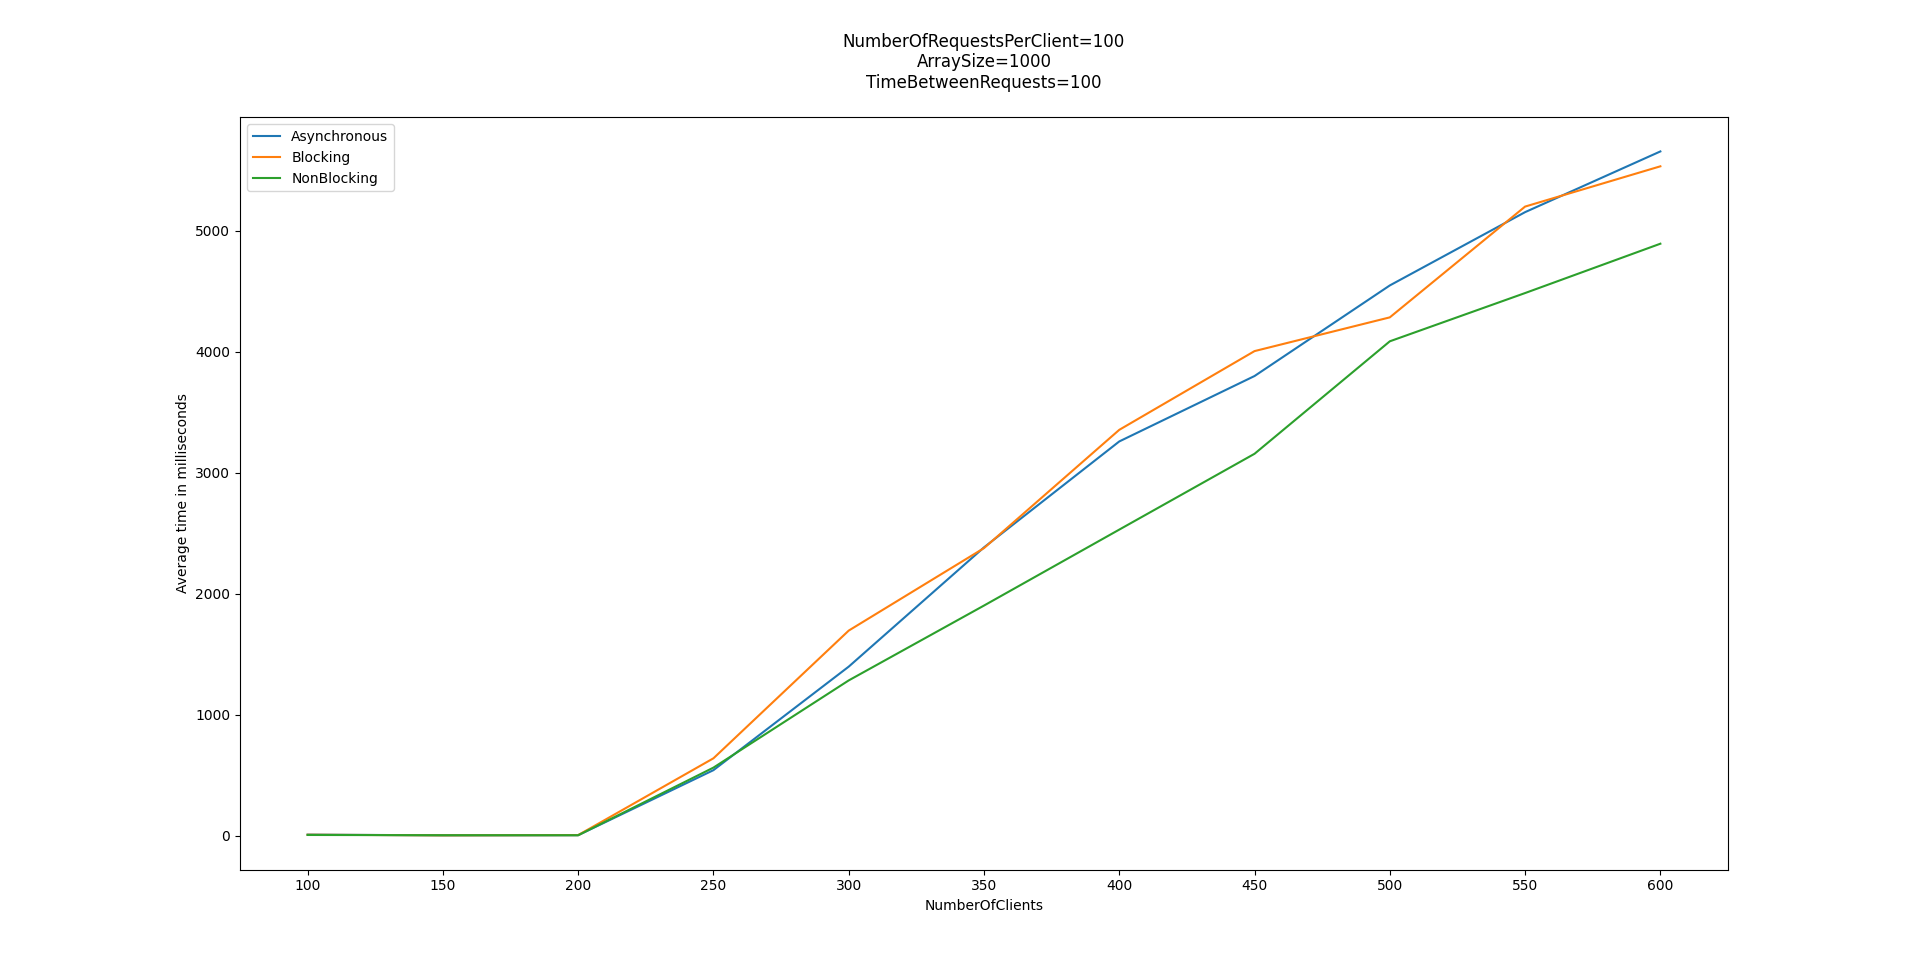 NumberOfRequestsPerClient=100
ArraySize=1000
TimeBetweenRequests=100
Asynchronous
Blocking
NonBlocking
Average time in milliseconds
5000
4000
3000
2000
1000
0
100 150 200 250 300 350 400 450 500 550 600
NumberOfClients